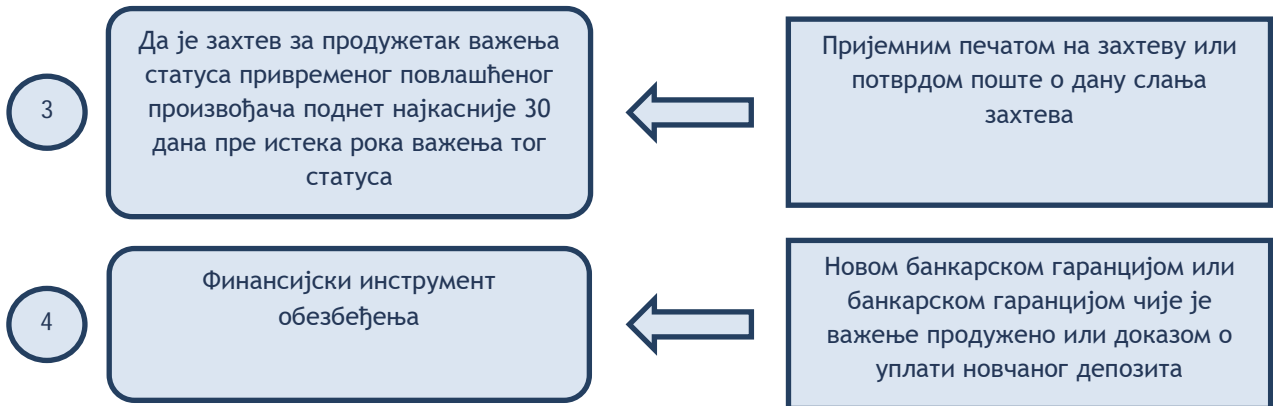 3
Да је захтев за продужетак важења
статуса привременог повлашћеног
произвођача поднет најкасније 30
дана пре истека рока важења тог
статуса
Пријемним печатом на захтеву или
потврдом поште о дану слања
захтева
4
Финансијски инструмент
обезбеђења
Новом банкарском гаранцијом или
банкарском гаранцијом чије је
важење продужено или доказом о
уплати новчаног депозита